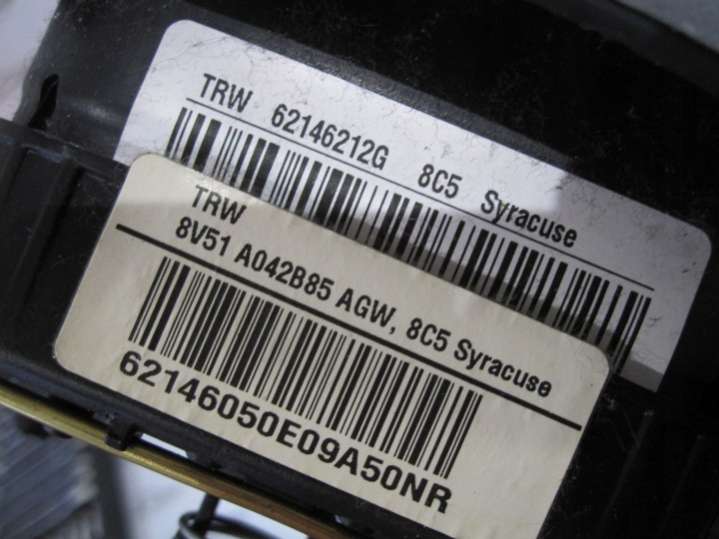 TRW 62146212G 8C5 Syracuse
TRW
8V51 A042B85 AGW, 8C5 Syracuse
62146050E09A50NR